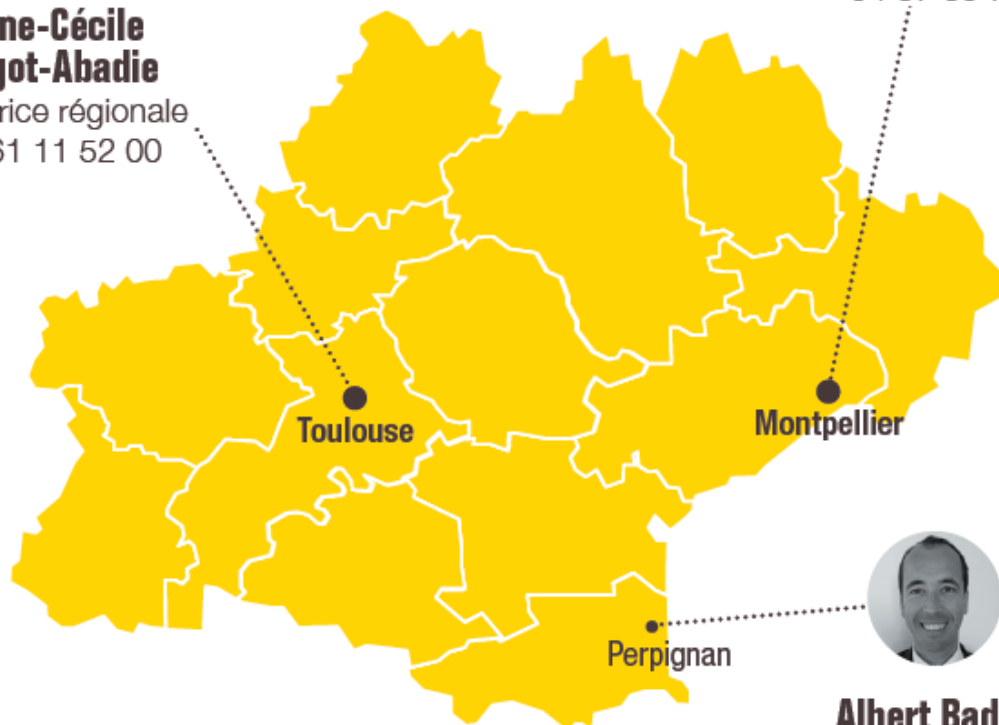 ne-Cécile
got-Abadie
rice régionale
61 11 52 00
Toulouse
Montpellier
Perpignan
Albert Bad